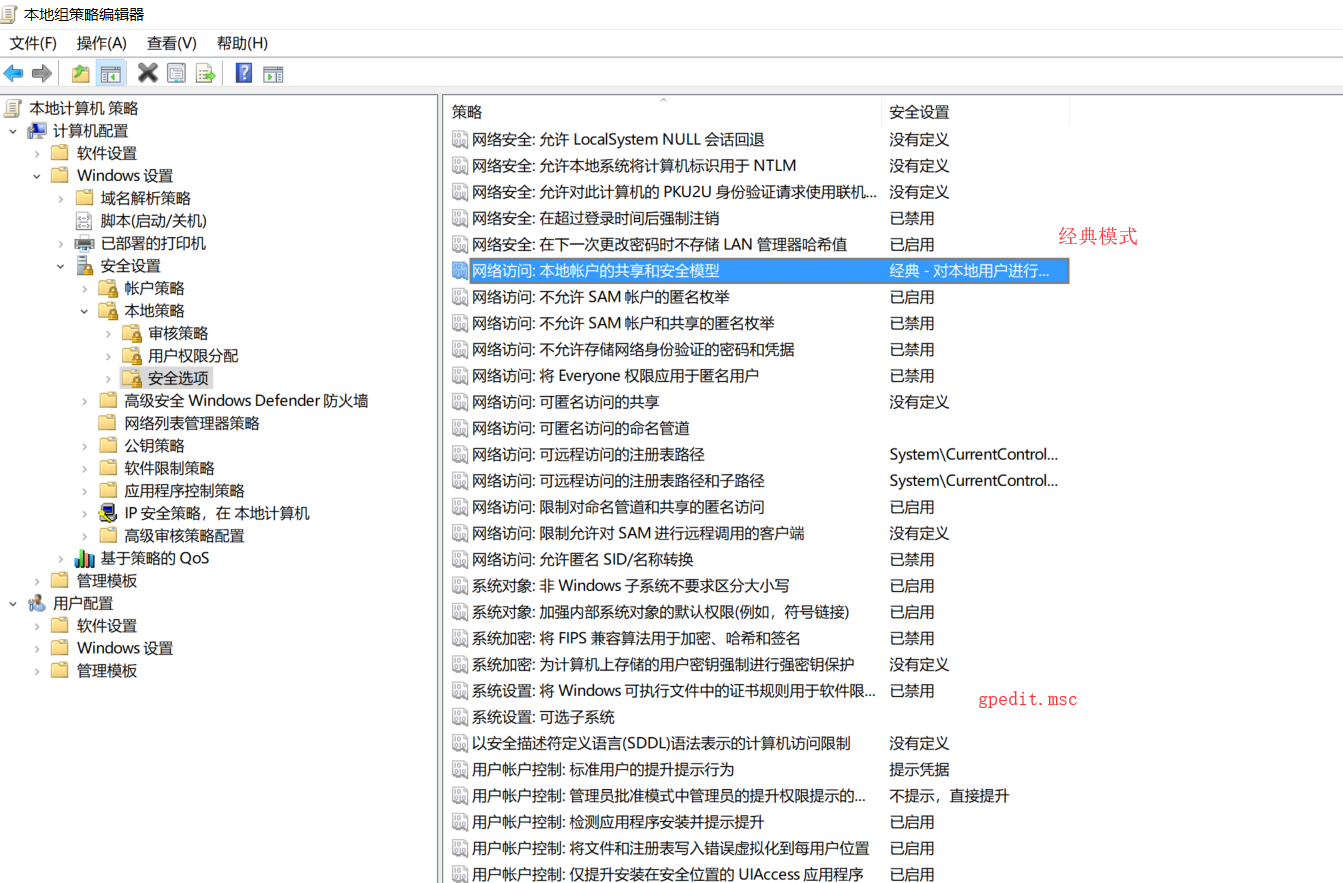 本地组策略编辑器
文件(F) 操作(A) 查看(V) 帮助(H)
本地计算机 策略
计算机配置
软件设置
Windows 设置
域名解析策略
脚本(启动/关机)
已部署的打印机
安全设置
帐户策略
本地策略
审核策略
用户权限分配
安全选项
高级安全 Windows Defender 防火墙
网络列表管理器策略
公钥策略
软件限制策略
应用程序控制策略
IP 安全策略，在 本地计算机
高级审核策略配置
基于策略的 QoS
管理模板
用户配置
软件设置
Windows 设置
管理模板
策略 安全设置
网络安全: 允许 LocalSystem NULL 会话回退 没有定义
网络安全: 允许本地系统将计算机标识用于 NTLM 没有定义
网络安全: 允许对此计算机的 PKU2U 身份验证请求使用联机... 没有定义
网络安全: 在超过登录时间后强制注销 已禁用
网络安全: 在下一次更改密码时不存储 LAN 管理器哈希值 已启用
经典模式
网络访问: 本地帐户的共享和安全模型 经典 - 对本地用户进行...
网络访问: 不允许 SAM 帐户的匿名枚举 已启用
网络访问: 不允许 SAM 帐户和共享的匿名枚举 已禁用
网络访问: 不允许存储网络身份验证的密码和凭据 已禁用
网络访问: 将 Everyone 权限应用于匿名用户 已禁用
网络访问: 可匿名访问的共享 没有定义
网络访问: 可匿名访问的命名管道
网络访问: 可远程访问的注册表路径 System\CurrentControl...
网络访问: 可远程访问的注册表路径和子路径 System\CurrentControl...
网络访问: 限制对命名管道和共享的匿名访问 已启用
网络访问: 限制允许对 SAM 进行远程调用的客户端 没有定义
网络访问: 允许匿名 SID/名称转换 已禁用
系统对象: 非 Windows 子系统不要求区分大小写 已启用
系统对象: 加强内部系统对象的默认权限(例如，符号链接) 已启用
系统加密: 将 FIPS 兼容算法用于加密、哈希和签名 已禁用
系统加密: 为计算机上存储的用户密钥强制进行强密钥保护 没有定义
系统设置: 将 Windows 可执行文件中的证书规则用于软件限... 已禁用
gpedit.msc
系统设置: 可选子系统
以安全描述符定义语言(SDDL)语法表示的计算机访问限制 没有定义
用户帐户控制: 标准用户的提升提示行为 提示凭据
用户帐户控制: 管理员批准模式中管理员的提升权限提示的... 不提示，直接提升
用户帐户控制: 检测应用程序安装并提示提升 已启用
用户帐户控制: 将文件和注册表写入错误虚拟化到每用户位置 已启用
用户帐户控制: 仅提升安装在安全位置的 UIAccess 应用程序 已启用